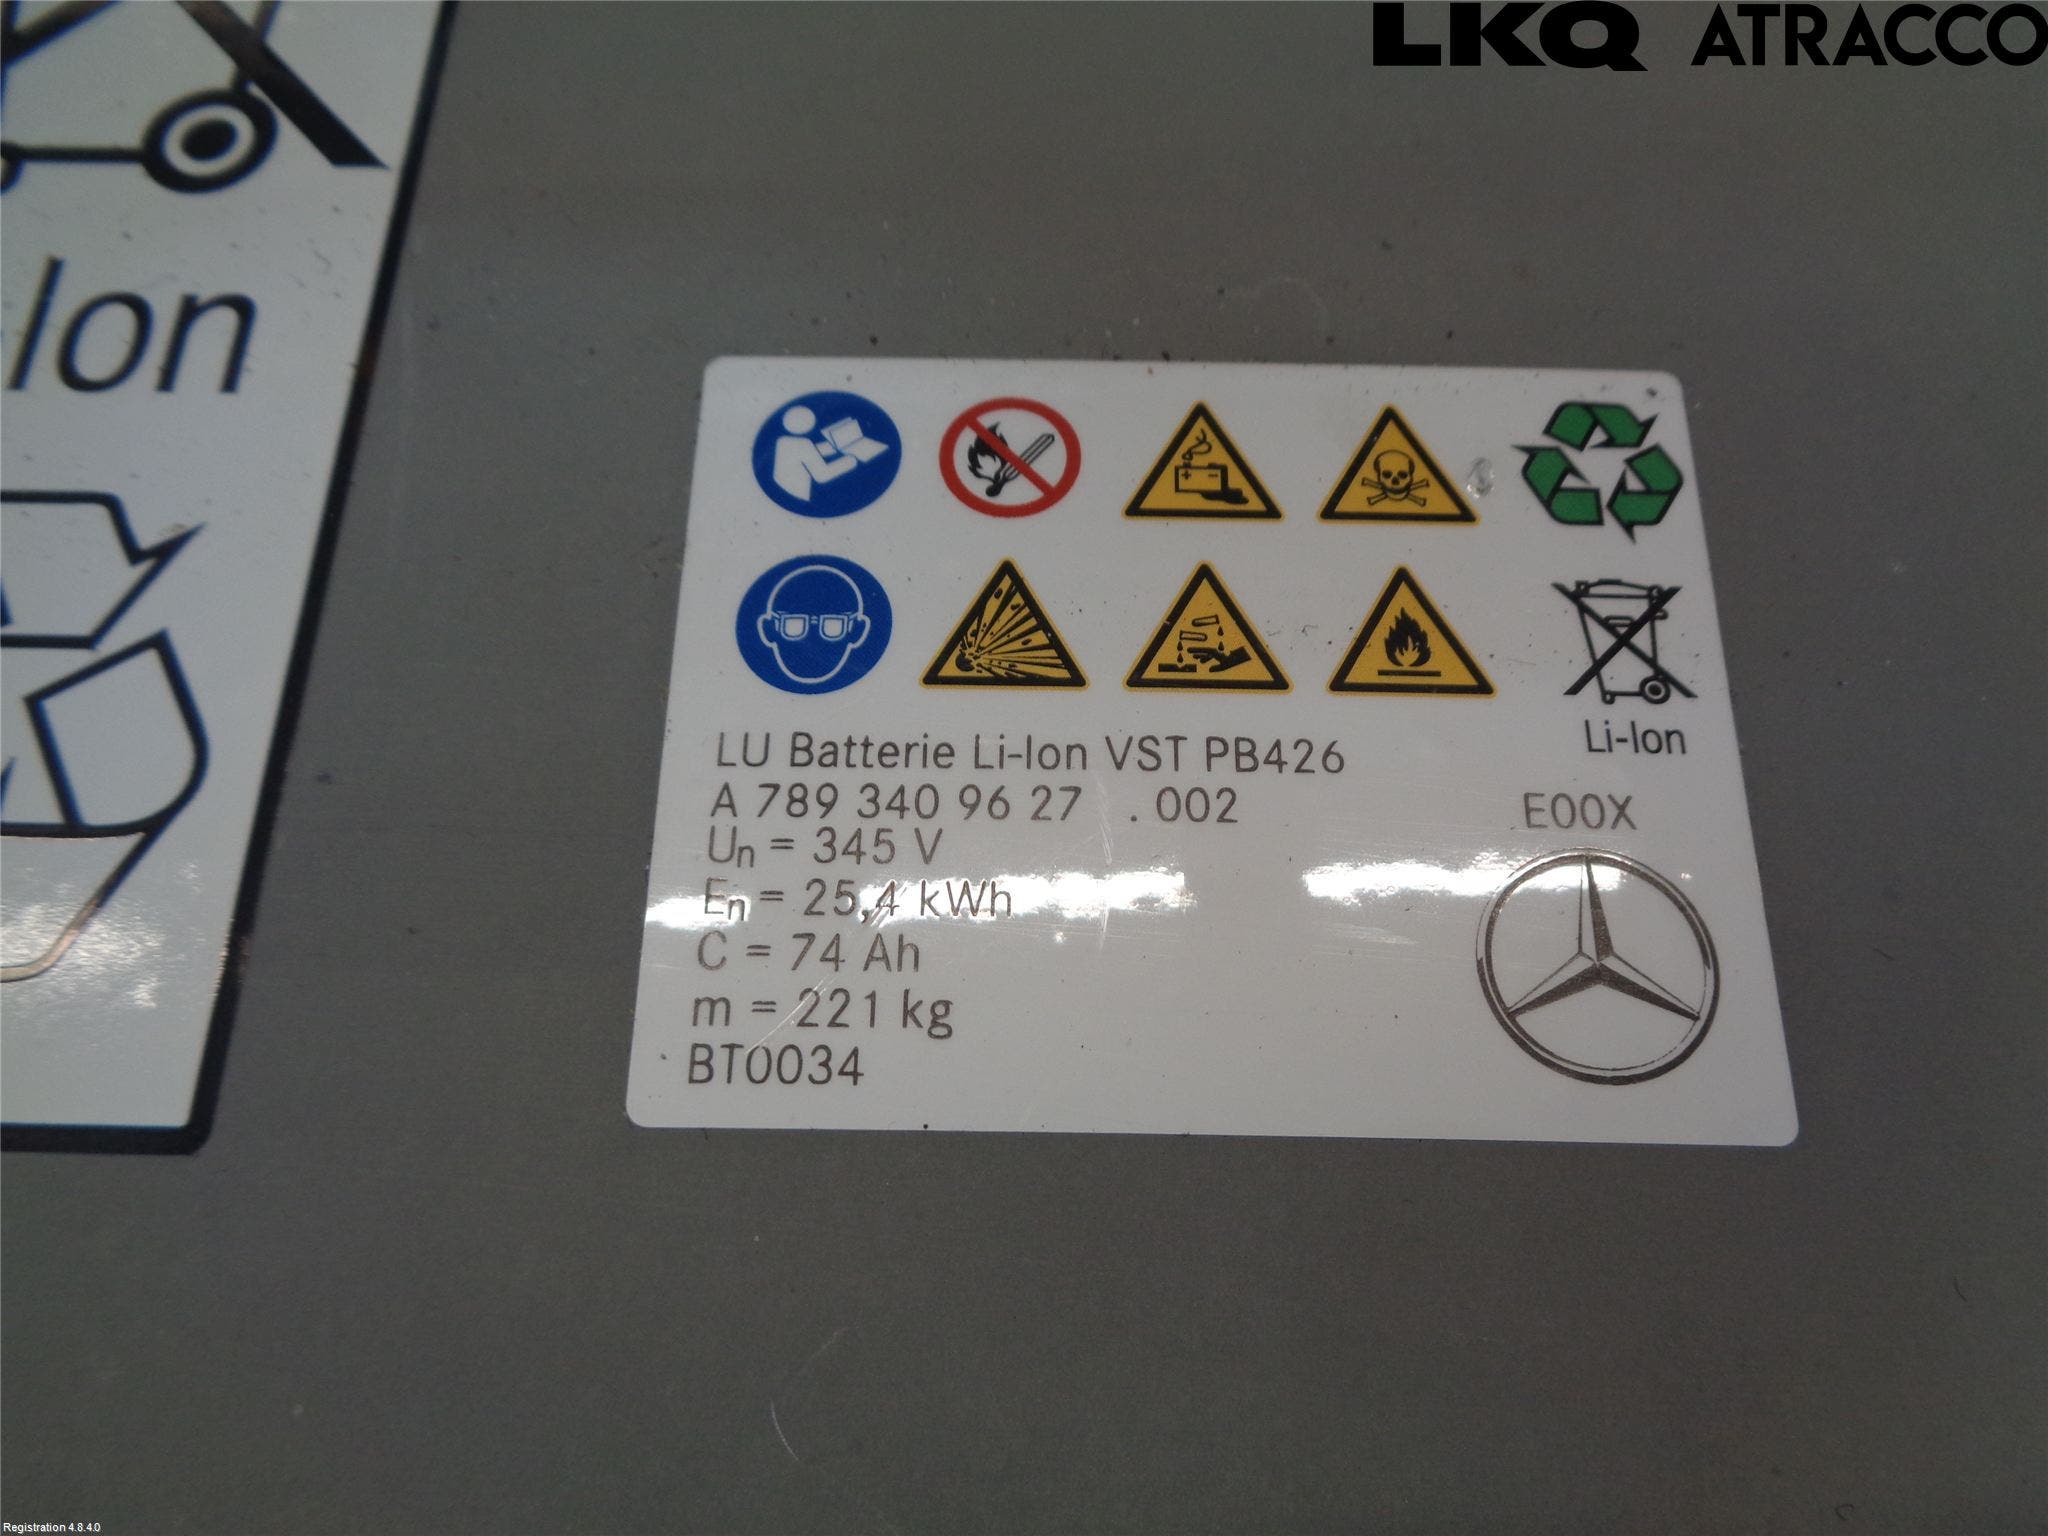 LKQ ATRACCO
-Ion
Li-Ion
LU Batterie Li-Ion VST PB426
A 789 340 96 27 .002
E00X
Un = 345 V
En = 25,4 kWh
C = 74 Ah
m = 221 kg
BT0034
Registration 4.8.4.0